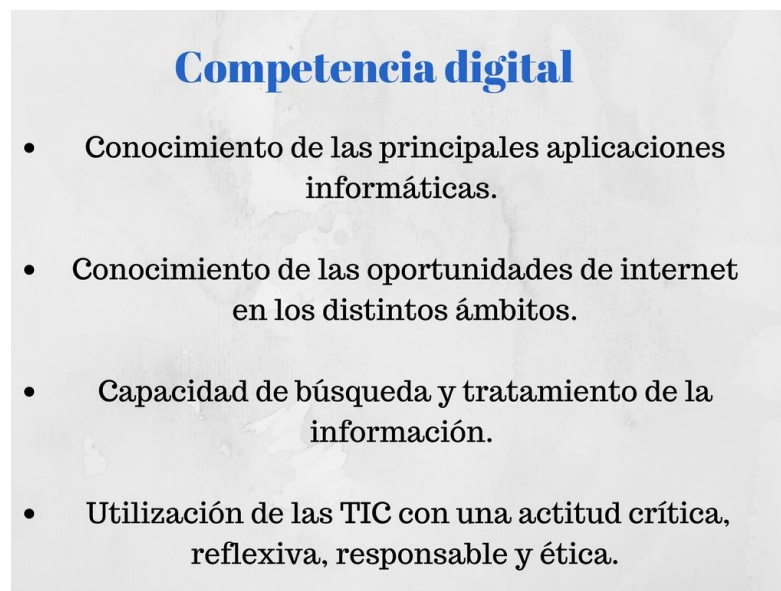 Competencia digital
• Conocimiento de las principales aplicaciones
informáticas.
• Conocimiento de las oportunidades de internet
en los distintos ámbitos.
• Capacidad de búsqueda y tratamiento de la
información.
• Utilización de las TIC con una actitud crítica,
reflexiva, responsable y ética.